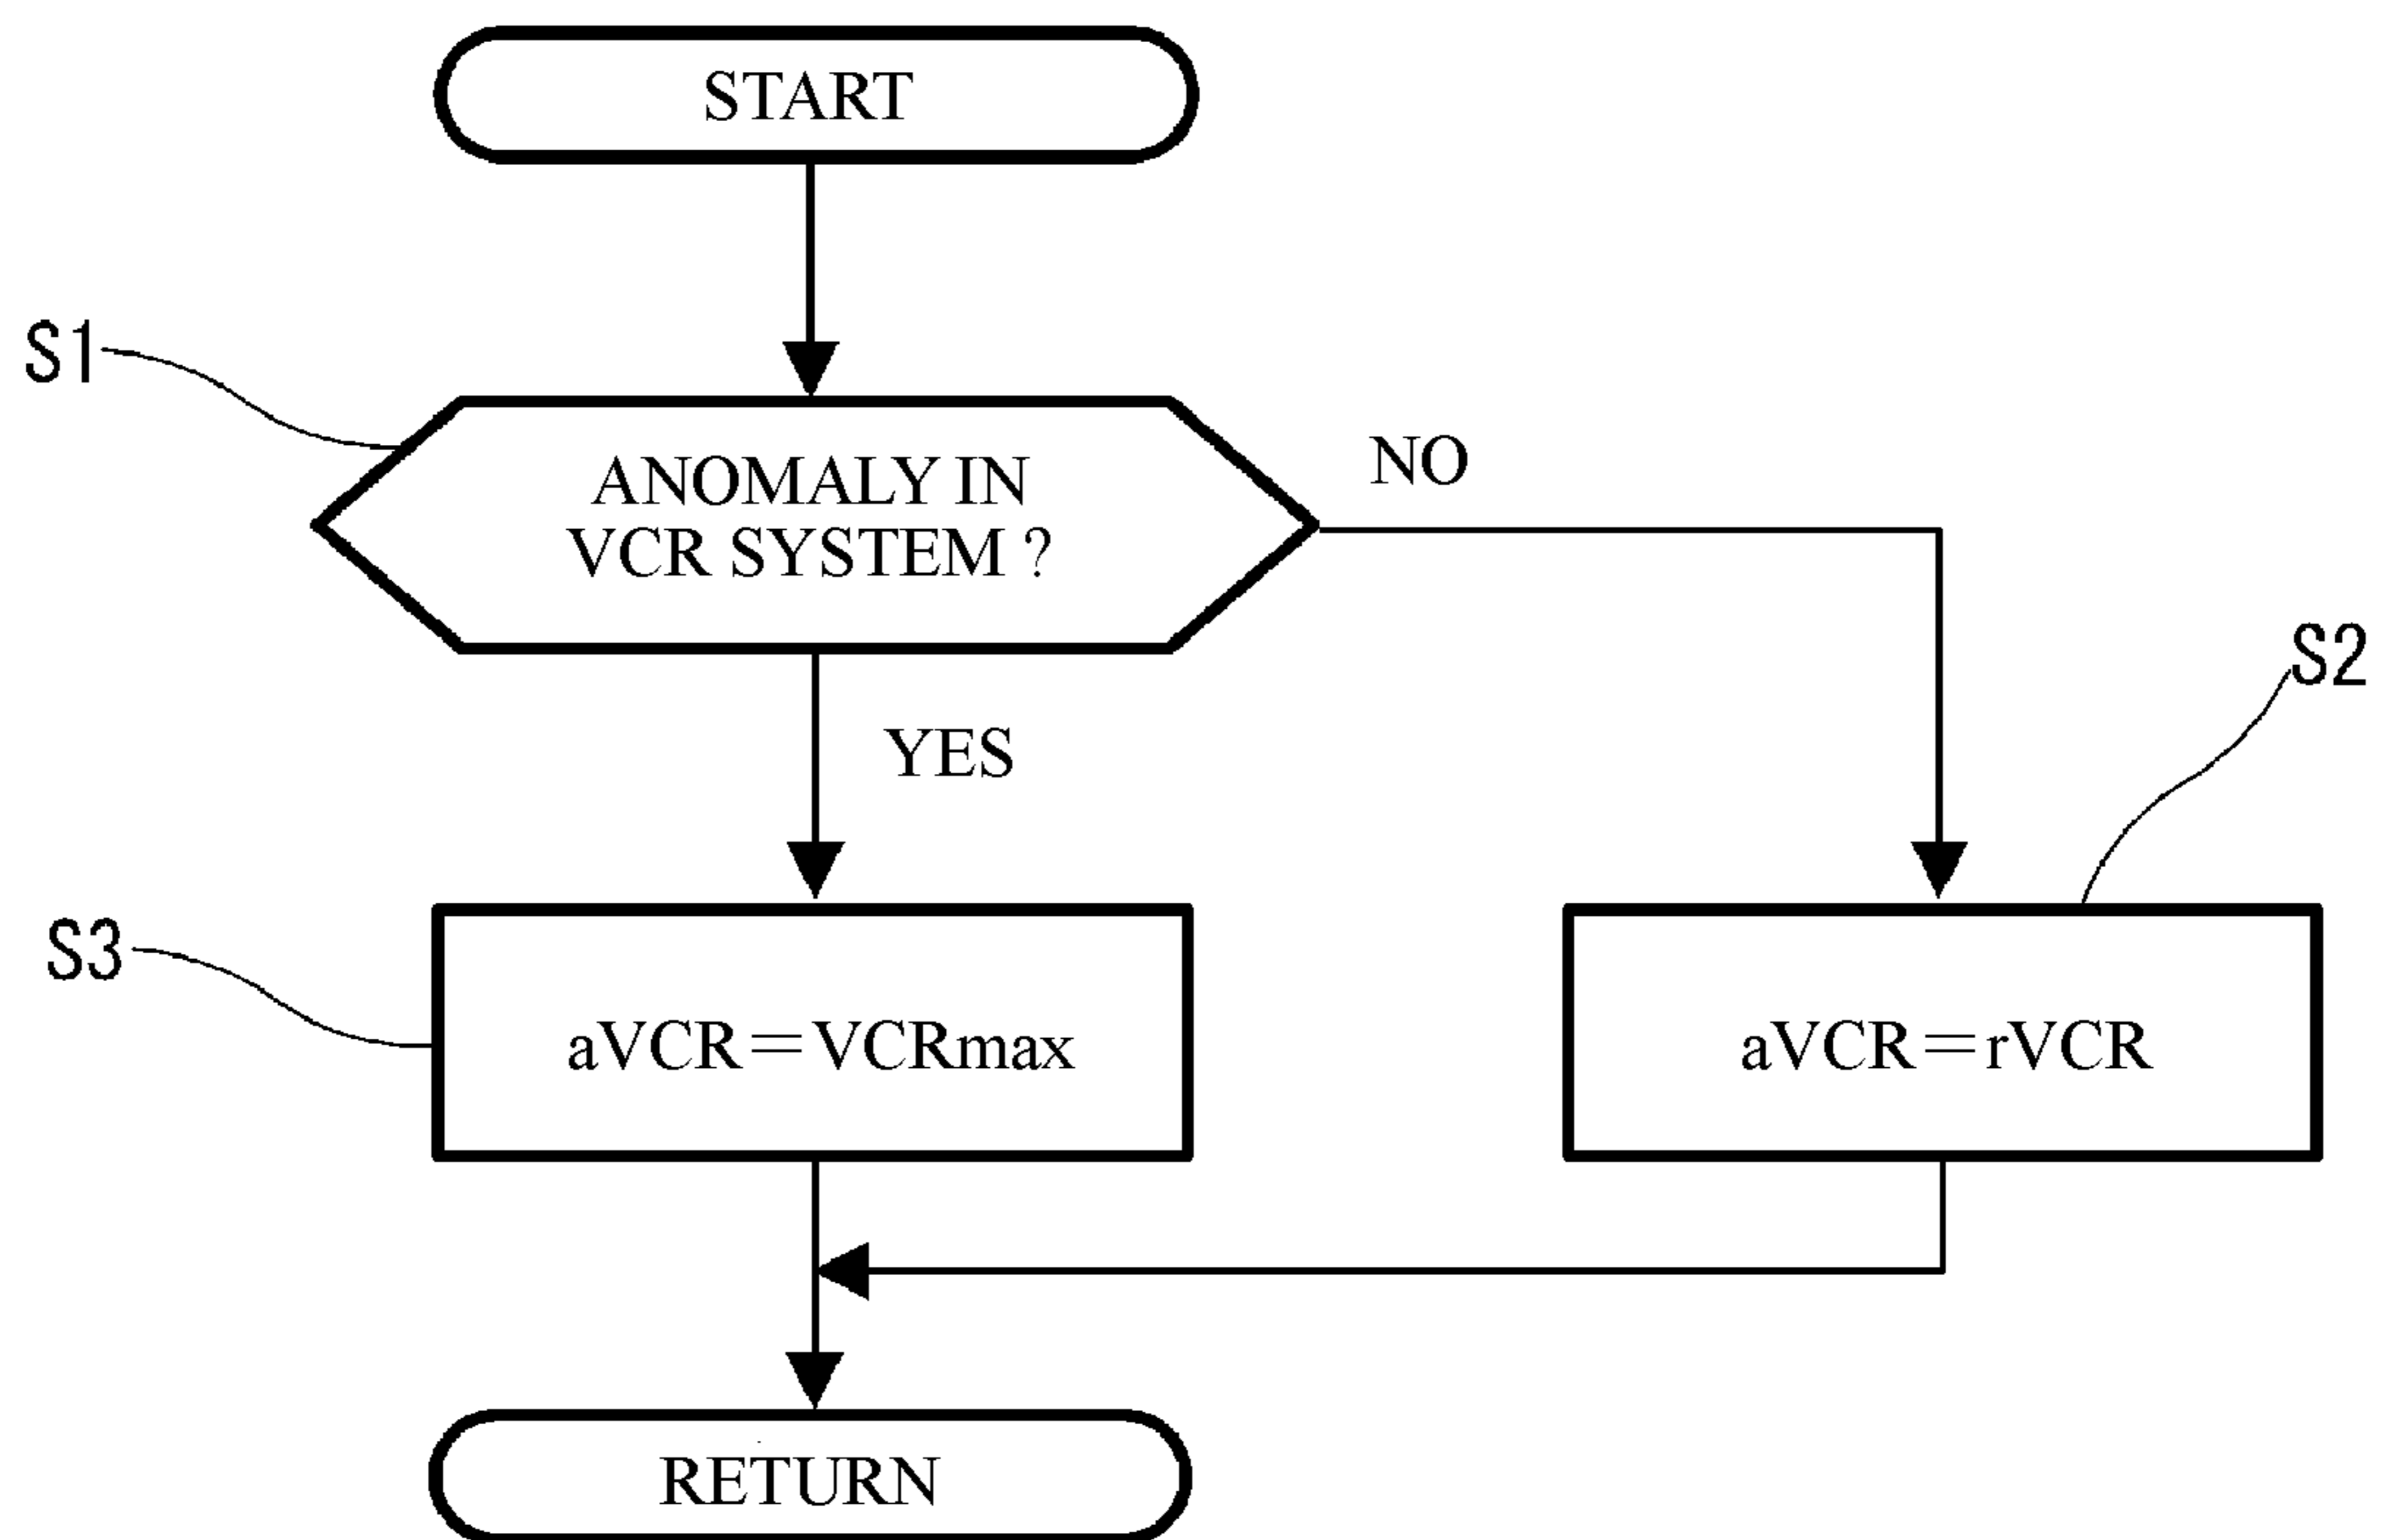 START
S1
ANOMALY IN
VCR SYSTEM ?
NO
YES
S2
S3
aVCR＝VCRmax
aVCR＝rVCR
RETURN